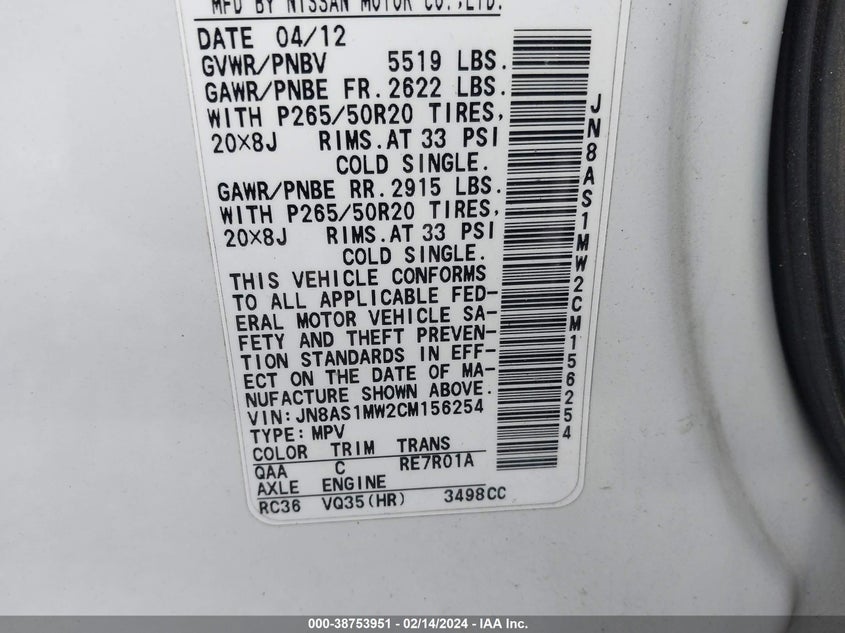 MFD BY NISSAN MOTOR CO.,LTD.
DATE 04/12
GVWR/PNBV 5519 LBS.
GAWR/PNBE FR. 2622 LBS.
WITH P265/50R20 TIRES,
20×8J RIMS.AT 33 PSI
COLD SINGLE.
GAWR/PNBE RR. 2915 LBS.
WITH P265/50R20 TIRES,
20×8J RIMS.AT 33 PSI
COLD SINGLE.
THIS VEHICLE CONFORMS
TO ALL APPLICABLE FED-
ERAL MOTOR VEHICLE SA-
FETY AND THEFT PREVEN-
TION STANDARDS IN EFF-
ECT ON THE DATE OF MA-
NUFACTURE SHOWN ABOVE.
VIN:JN8AS1MW2CM156254
TYPE:MPV
COLOR TRIM TRANS
QAA C RE7R01A
AXLE ENGINE
RC36 VQ35(HR) 3498CC
JN8AS1MW2CM156254
000-38753951 - 02/14/2024 - IAA Inc.